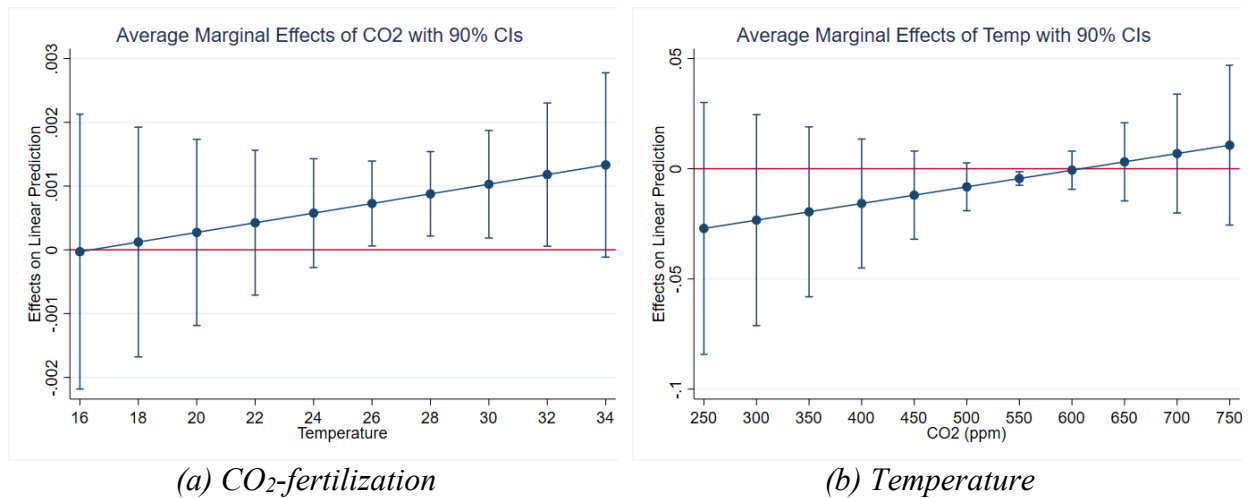 Average Marginal Effects of CO2 with 90% CIs
Effects on Linear Prediction
.003
.002
.001
0
-.001
-.002
16 18 20 22 24 26 28 30 32 34
Temperature
(a) CO₂-fertilization
Average Marginal Effects of Temp with 90% CIs
Effects on Linear Prediction
.05
0
-.05
-.1
250 300 350 400 450 500 550 600 650 700 750
CO2 (ppm)
(b) Temperature